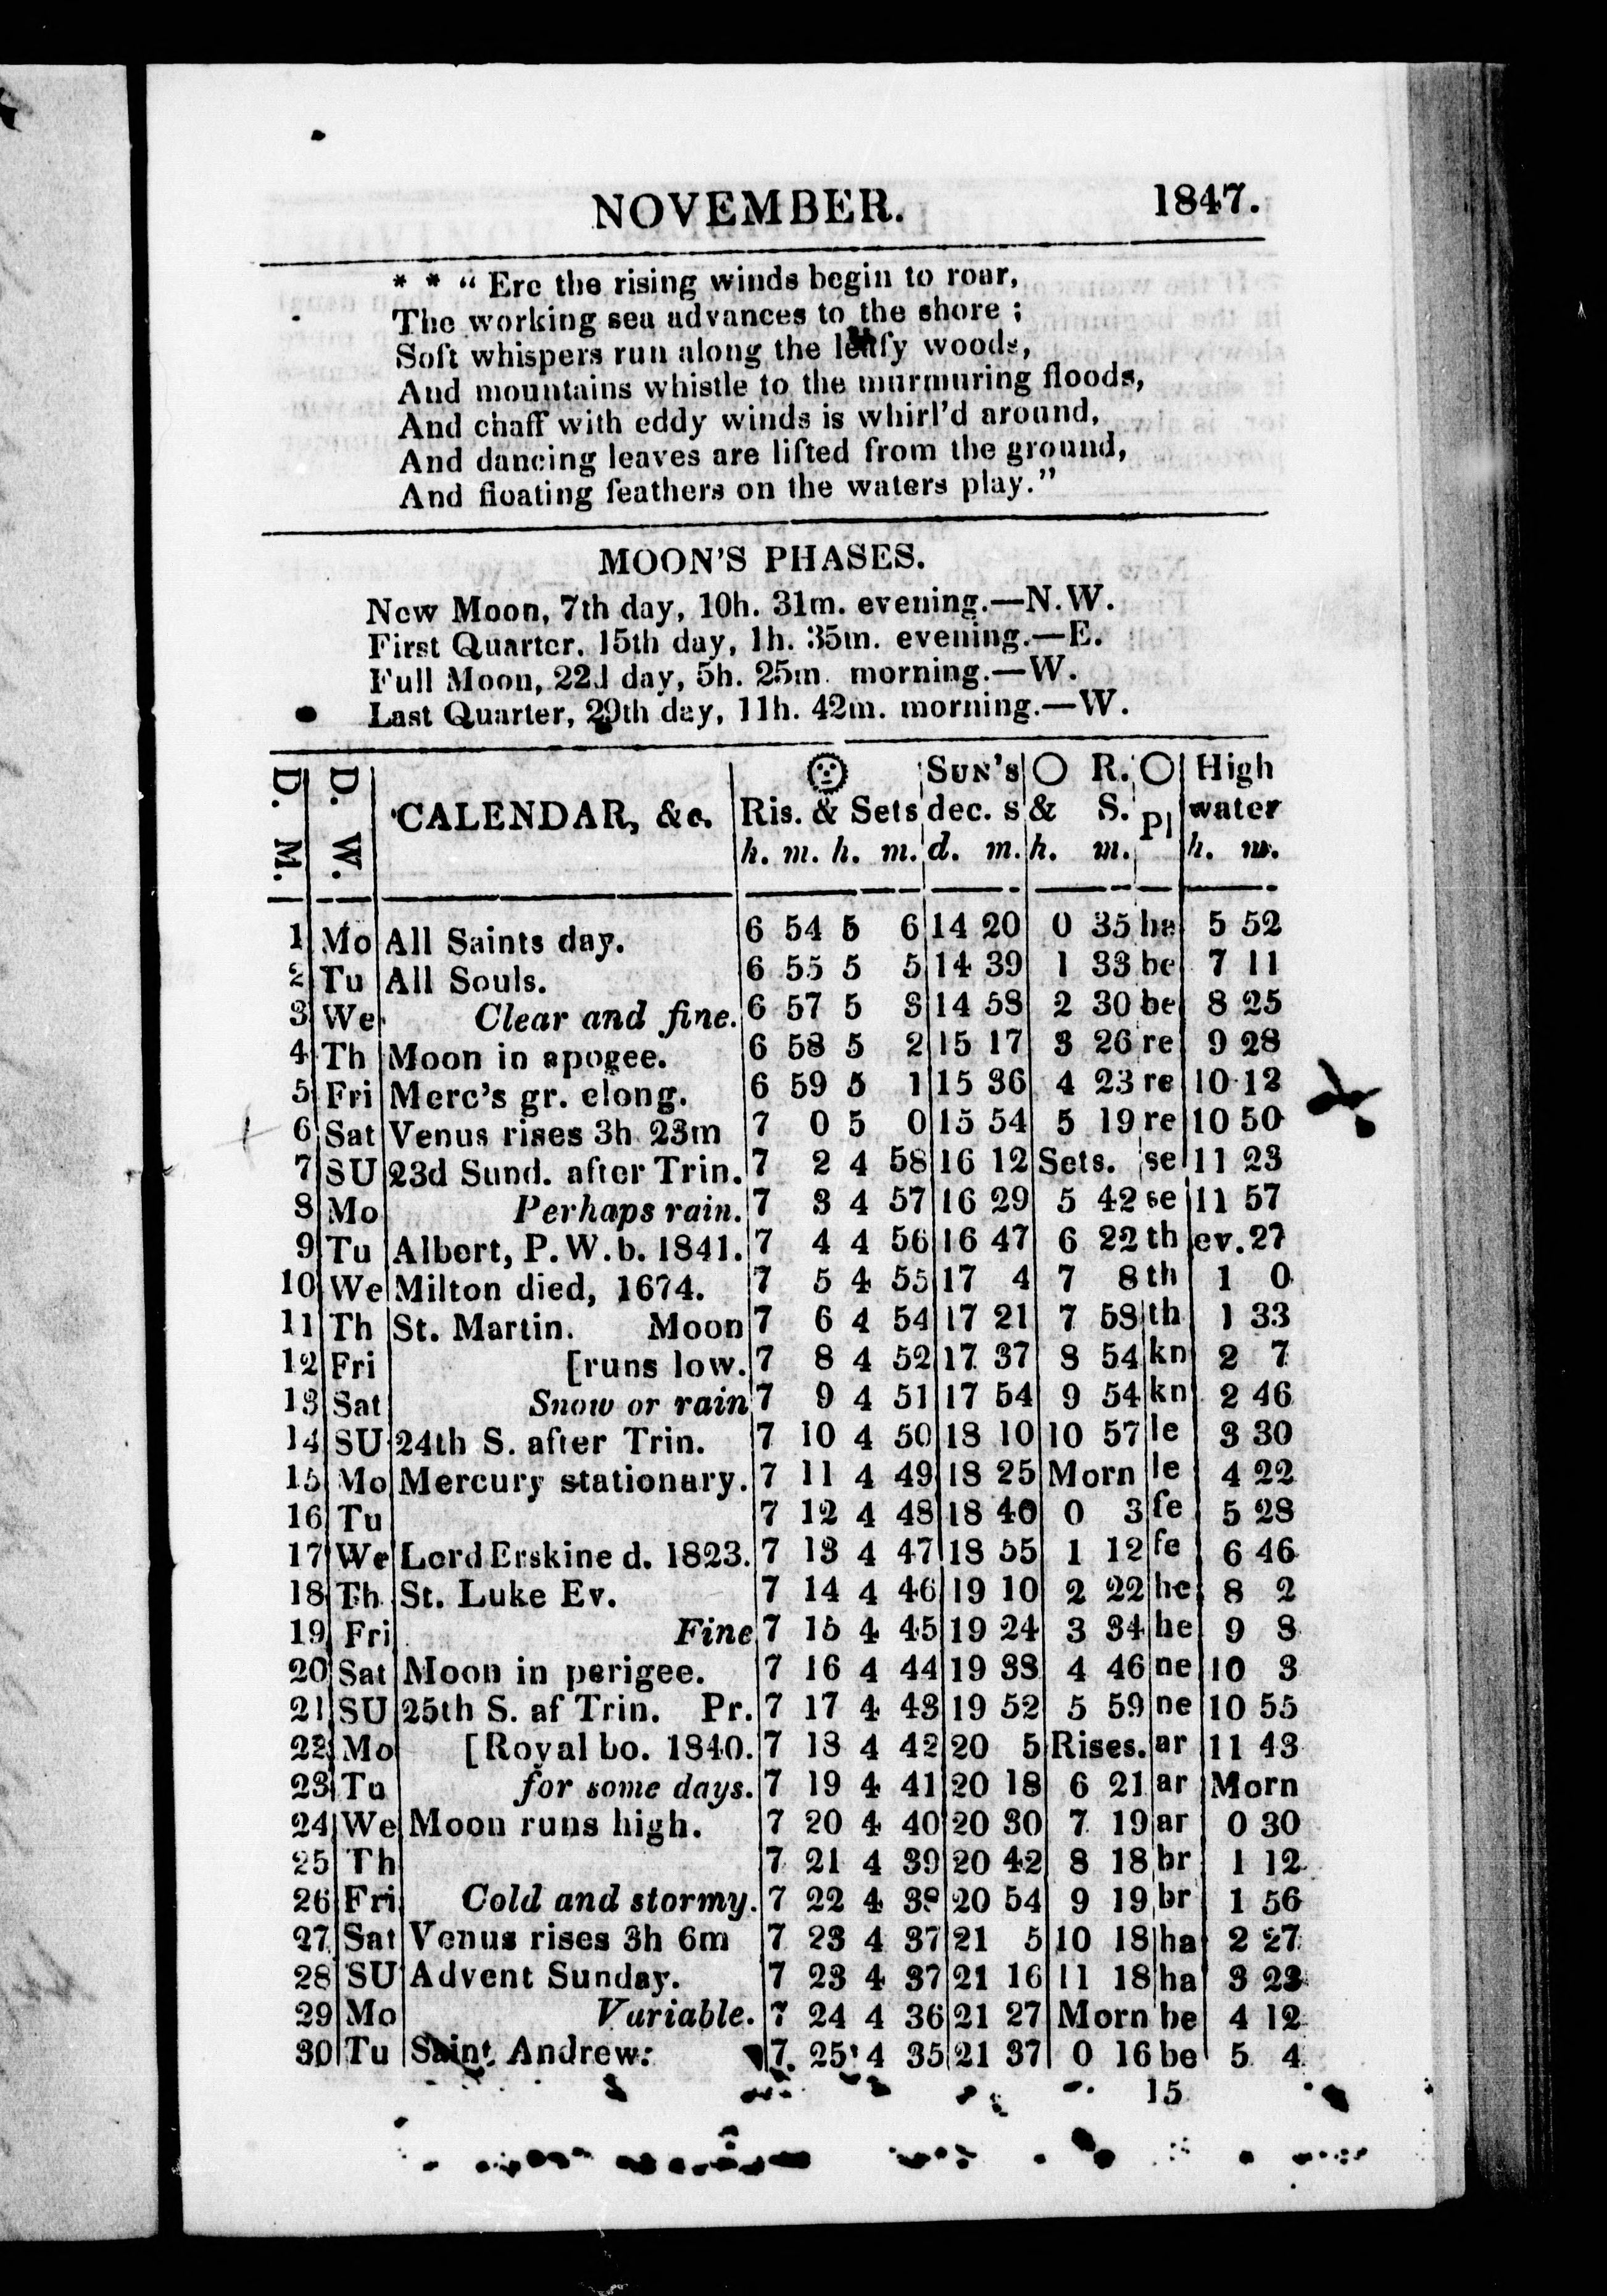 NOVEMBER. 1847.
* * “ Ere the rising winds begin to roar,
The working sea advances to the shore ;
Soft whispers run along the leafy woods,
And mountains whistle to the murmuring floods,
And chaff with eddy winds is whirl’d around,
And dancing leaves are lifted from the ground,
And floating feathers on the waters play.”
MOON’S PHASES.
New Moon, 7th day, 10h. 31m. evening.—N.W.
First Quarter, 15th day, 1h. 35m. evening.—E.
Full Moon, 22d day, 5h. 25m. morning.—W.
Last Quarter, 29th day, 11h. 42m. morning.—W.
D. M. D. W. CALENDAR, &c. Ris. & Sets h. m. h. m. SUN’s dec. s d. m. R. & S. h. m. pl High water h. m.
1 Mo All Saints day. 6 54 5 6 14 20 0 35 be 5 52
2 Tu All Souls. 6 55 5 5 14 39 1 33 be 7 11
3 We Clear and fine. 6 57 5 3 14 58 2 30 be 8 25
4 Th Moon in apogee. 6 58 5 2 15 17 3 26 re 9 28
5 Fri Merc’s gr. elong. 6 59 5 1 15 36 4 23 re 10 12
6 Sat Venus rises 3h 23m 7 0 5 0 15 54 5 19 re 10 50
7 SU 23d Sund. after Trin. 7 2 4 58 16 12 Sets. se 11 23
8 Mo Perhaps rain. 7 3 4 57 16 29 5 42 se 11 57
9 Tu Albert, P.W.b. 1841. 7 4 4 56 16 47 6 22 th ev.27
10 We Milton died, 1674. 7 5 4 55 17 4 7 8 th 1 0
11 Th St. Martin. Moon 7 6 4 54 17 21 7 58 th 1 33
12 Fri [runs low. 7 8 4 52 17 37 8 54 kn 2 7
13 Sat Snow or rain 7 9 4 51 17 54 9 54 kn 2 46
14 SU 24th S. after Trin. 7 10 4 50 18 10 10 57 le 3 30
15 Mo Mercury stationary. 7 11 4 49 18 25 Morn le 4 22
16 Tu 7 12 4 48 18 40 0 3 fe 5 28
17 We Lord Erskine d. 1823. 7 13 4 47 18 55 1 12 fe 6 46
18 Th St. Luke Ev. 7 14 4 46 19 10 2 22 he 8 2
19 Fri Fine 7 15 4 45 19 24 3 34 he 9 8
20 Sat Moon in perigee. 7 16 4 44 19 38 4 46 ne 10 3
21 SU 25th S. af Trin. Pr. 7 17 4 43 19 52 5 59 ne 10 55
22 Mo [Royal bo. 1840. 7 18 4 42 20 5 Rises. ar 11 43
23 Tu for some days. 7 19 4 41 20 18 6 21 ar Morn
24 We Moon runs high. 7 20 4 40 20 30 7 19 ar 0 30
25 Th 7 21 4 39 20 42 8 18 br 1 12
26 Fri Cold and stormy. 7 22 4 38 20 54 9 19 br 1 56
27 Sat Venus rises 3h 6m 7 23 4 37 21 5 10 18 ha 2 27
28 SU Advent Sunday. 7 23 4 37 21 16 11 18 ha 3 23
29 Mo Variable. 7 24 4 36 21 27 Morn be 4 12
30 Tu Saint Andrew. 7 25 4 35 21 37 0 16 be 5 4
15